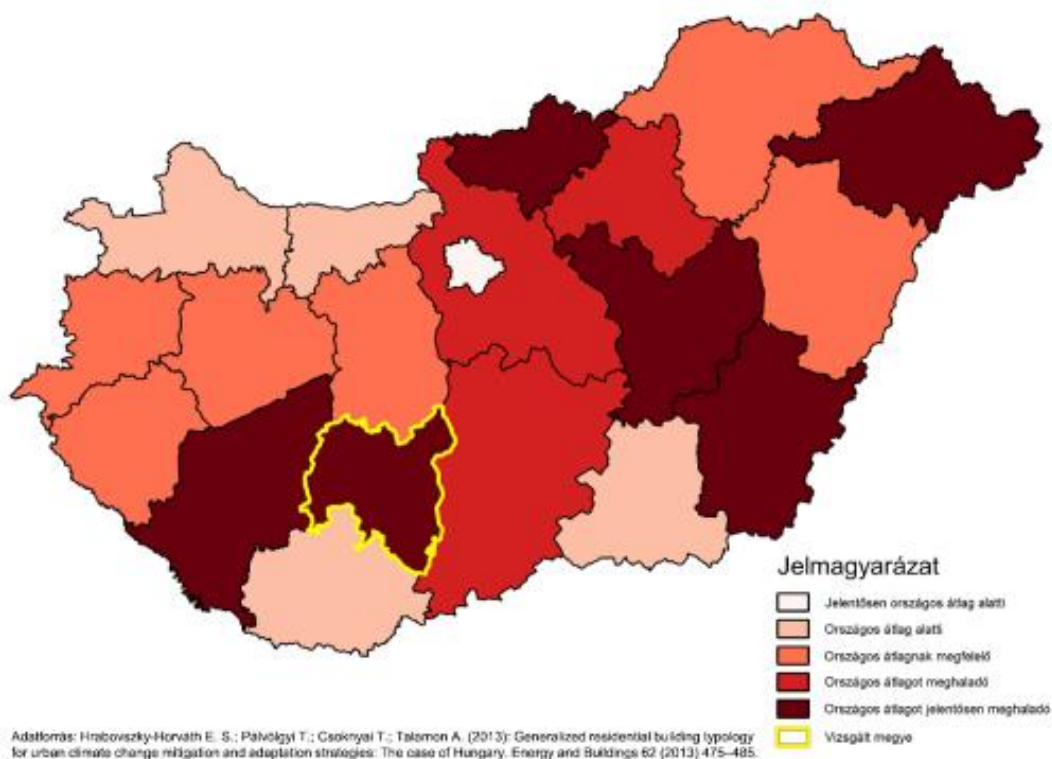 Jelmagyarázat
Jelentősen országos átlag alatti
Országos átlag alatti
Országos átlagnak megfelelő
Országos átlagot meghaladó
Országos átlagot jelentősen meghaladó
Vizsgált megye
Adatforrás: Hrabovszky-Horváth E. S.; Pálvölgyi T.; Csoknyai T.; Talamon A. (2013): Generalized residential building typology
for urban climate change mitigation and adaptation strategies: The case of Hungary. Energy and Buildings 62 (2013) 475–485.